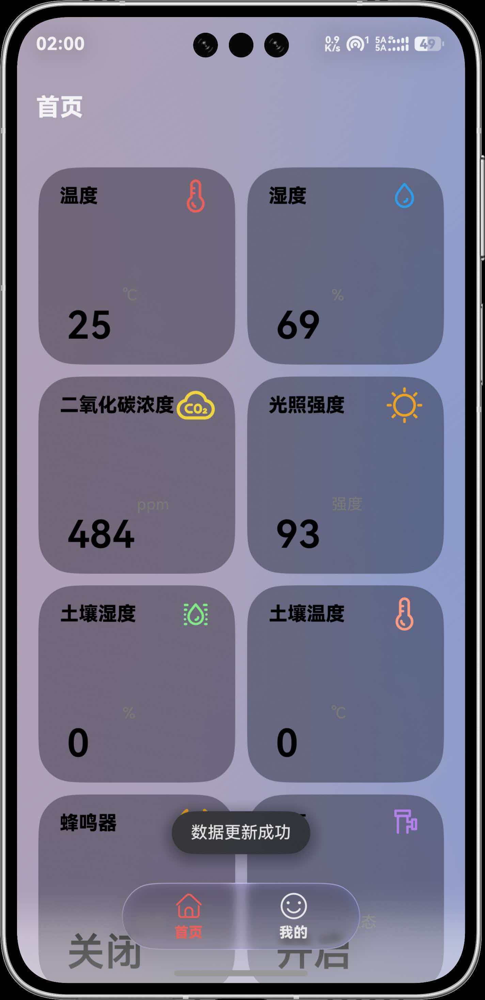 02:00
0.9 K/s
1
5A
5A
49
首页
温度
湿度
℃
%
25
69
二氧化碳浓度
CO₂
光照强度
ppm
强度
484
93
土壤湿度
土壤温度
%
℃
0
0
蜂鸣器
数据更新成功
态
首页
我的
关闭
开启